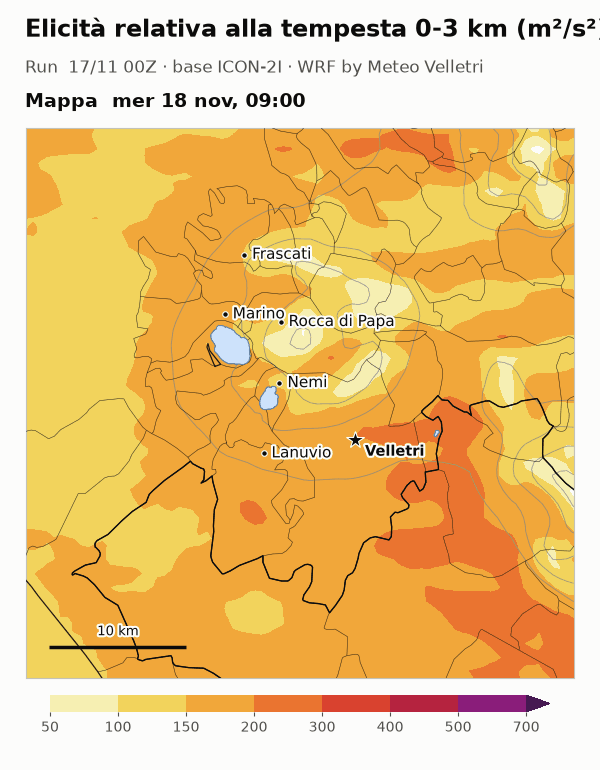 Elicità relativa alla tempesta 0-3 km (m²/s²)
Run 17/11 00Z · base ICON-2I · WRF by Meteo Velletri
Mappa mer 18 nov, 09:00
Frascati
Marino
Rocca di Papa
Nemi
Velletri
Lanuvio
10 km
50 100 150 200 300 400 500 700